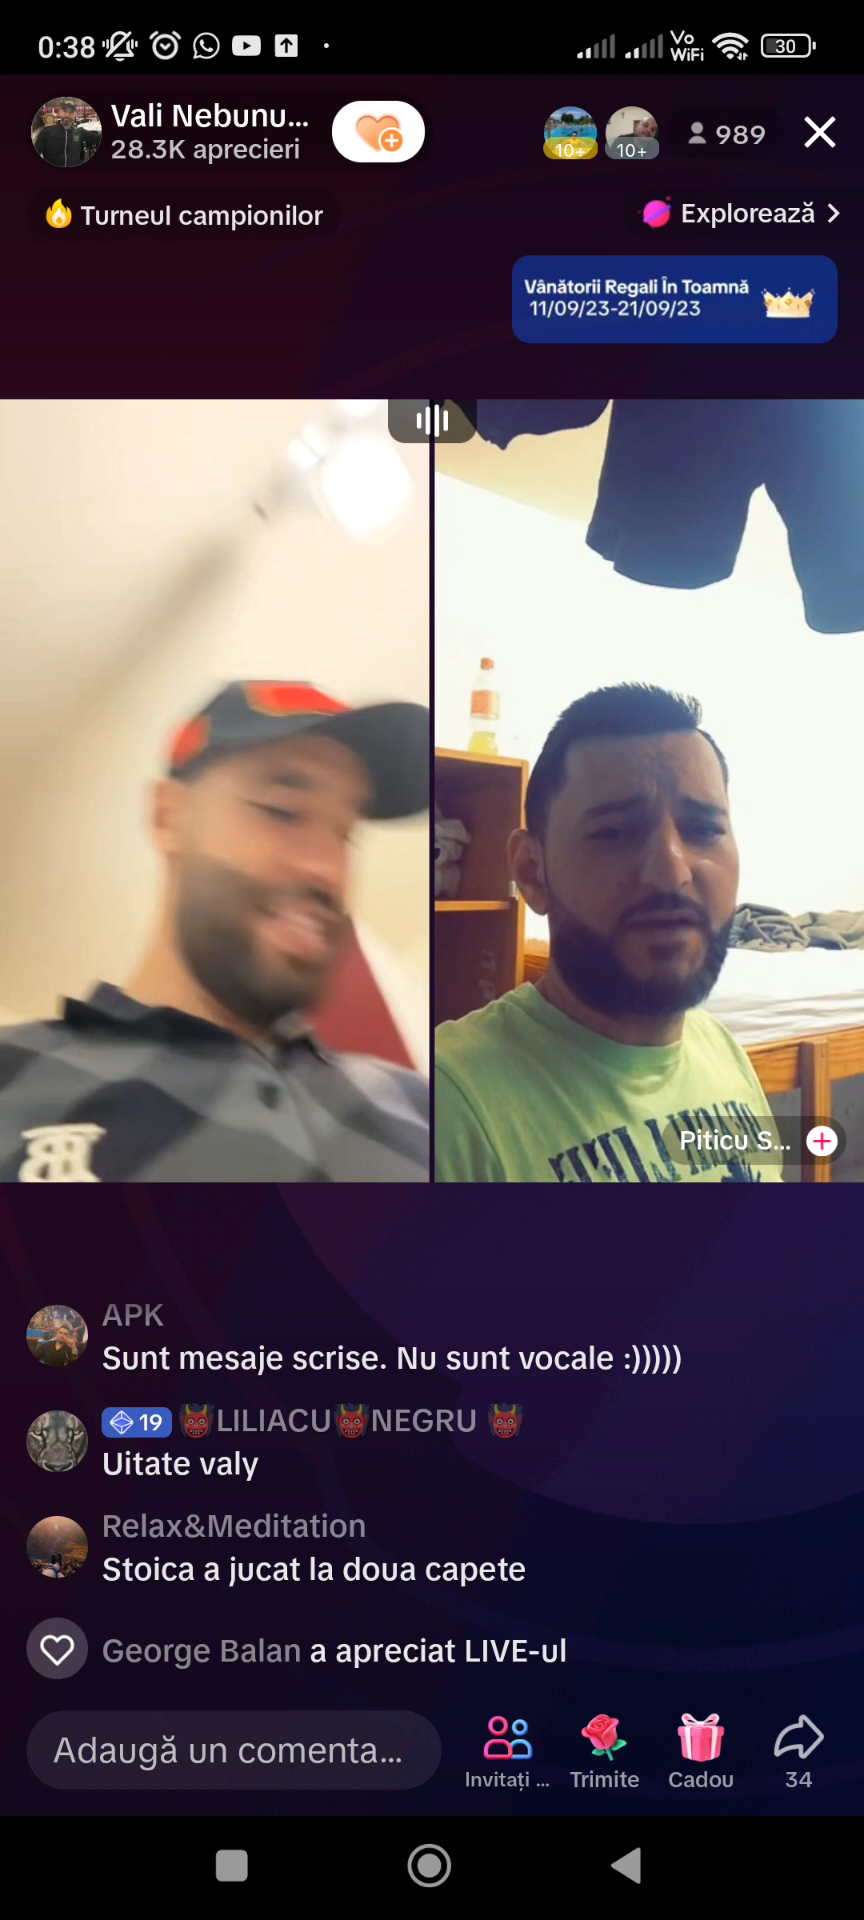 0:38
Vo
WiFi
30
Vali Nebunu...
28.3K aprecieri
10+
10+
989
Turneul campionilor
Explorează
Vânătorii Regali În Toamnă
11/09/23-21/09/23
Piticu S...
APK
Sunt mesaje scrise. Nu sunt vocale :)))))
19 👹LILIACU👹NEGRU 👹
Uitate valy
Relax&Meditation
Stoica a jucat la doua capete
George Balan a apreciat LIVE-ul
Adaugă un comenta...
Invitați ...
Trimite
Cadou
34